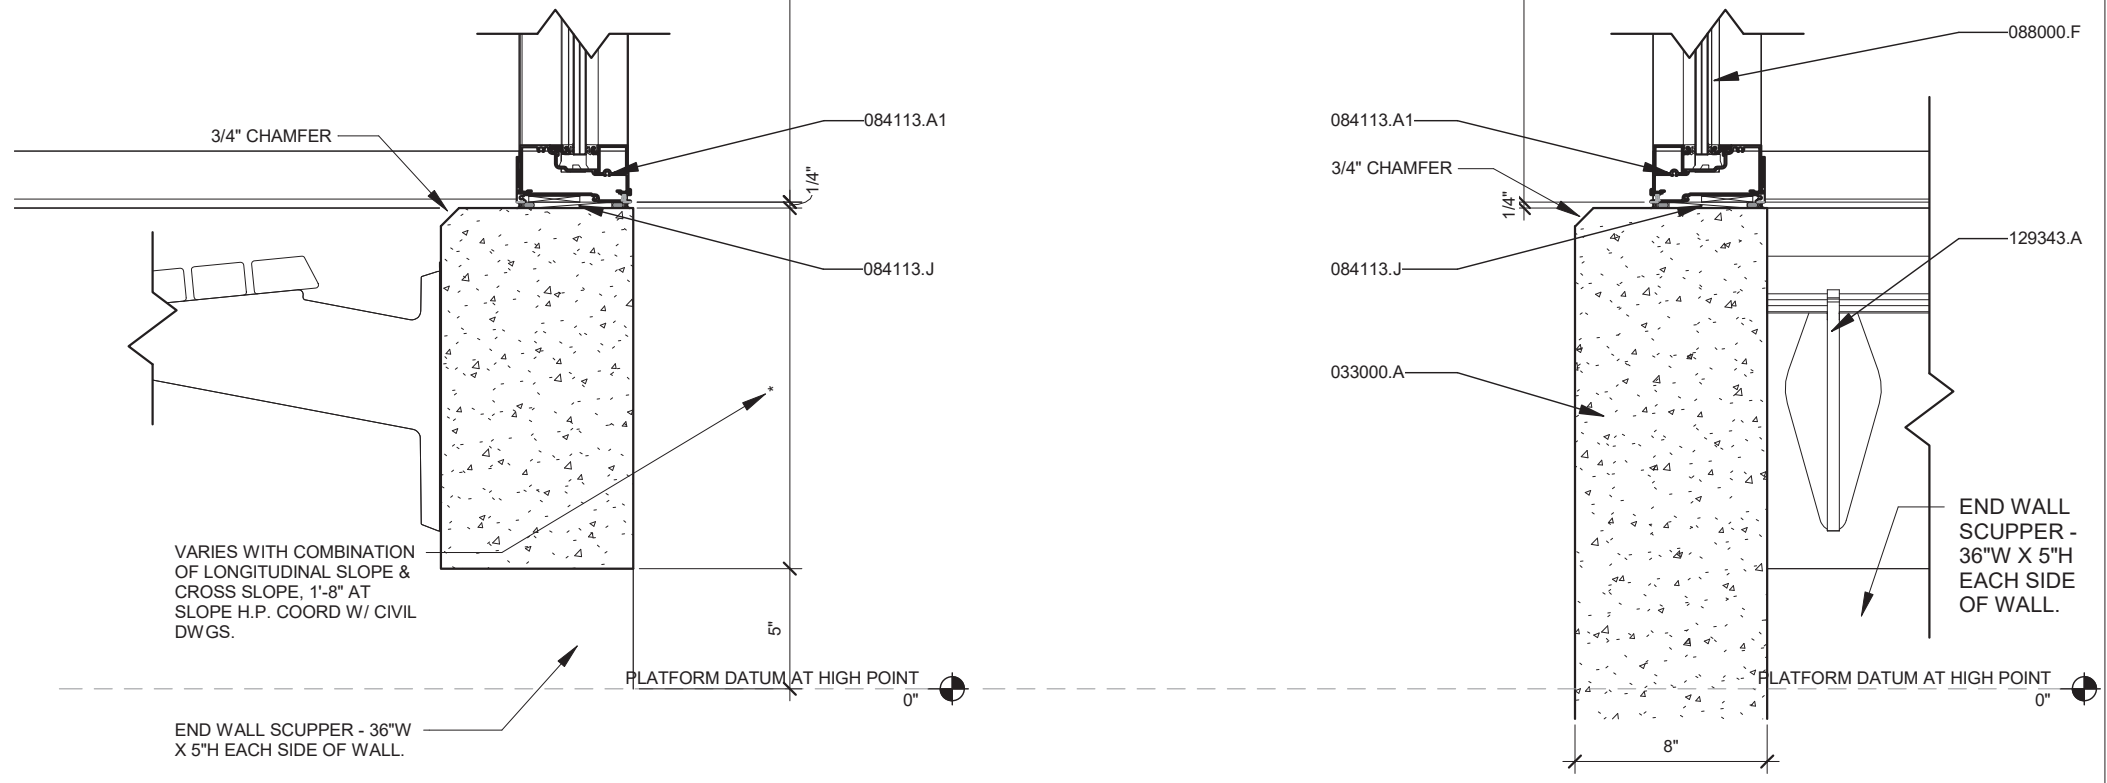 3/4" CHAMFER
084113.A1
1/4"
084113.J
*
VARIES WITH COMBINATION
OF LONGITUDINAL SLOPE &
CROSS SLOPE, 1'-8" AT
SLOPE H.P. COORD W/ CIVIL
DWGS.
5"
PLATFORM DATUM AT HIGH POINT
0"
END WALL SCUPPER - 36"W
X 5"H EACH SIDE OF WALL.
088000.F
084113.A1
3/4" CHAMFER
1/4"
129343.A
084113.J
033000.A
END WALL
SCUPPER -
36"W X 5"H
EACH SIDE
OF WALL.
PLATFORM DATUM AT HIGH POINT
0"
8"